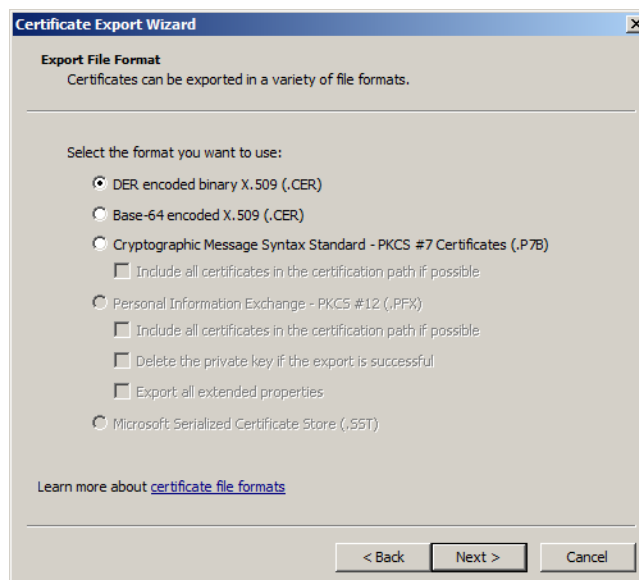 Certificate Export Wizard
Export File Format
Certificates can be exported in a variety of file formats.
Select the format you want to use:
DER encoded binary X.509 (.CER)
Base-64 encoded X.509 (.CER)
Cryptographic Message Syntax Standard - PKCS #7 Certificates (.P7B)
Include all certificates in the certification path if possible
Personal Information Exchange - PKCS #12 (.PFX)
Include all certificates in the certification path if possible
Delete the private key if the export is successful
Export all extended properties
Microsoft Serialized Certificate Store (.SST)
Learn more about certificate file formats
< Back Next > Cancel